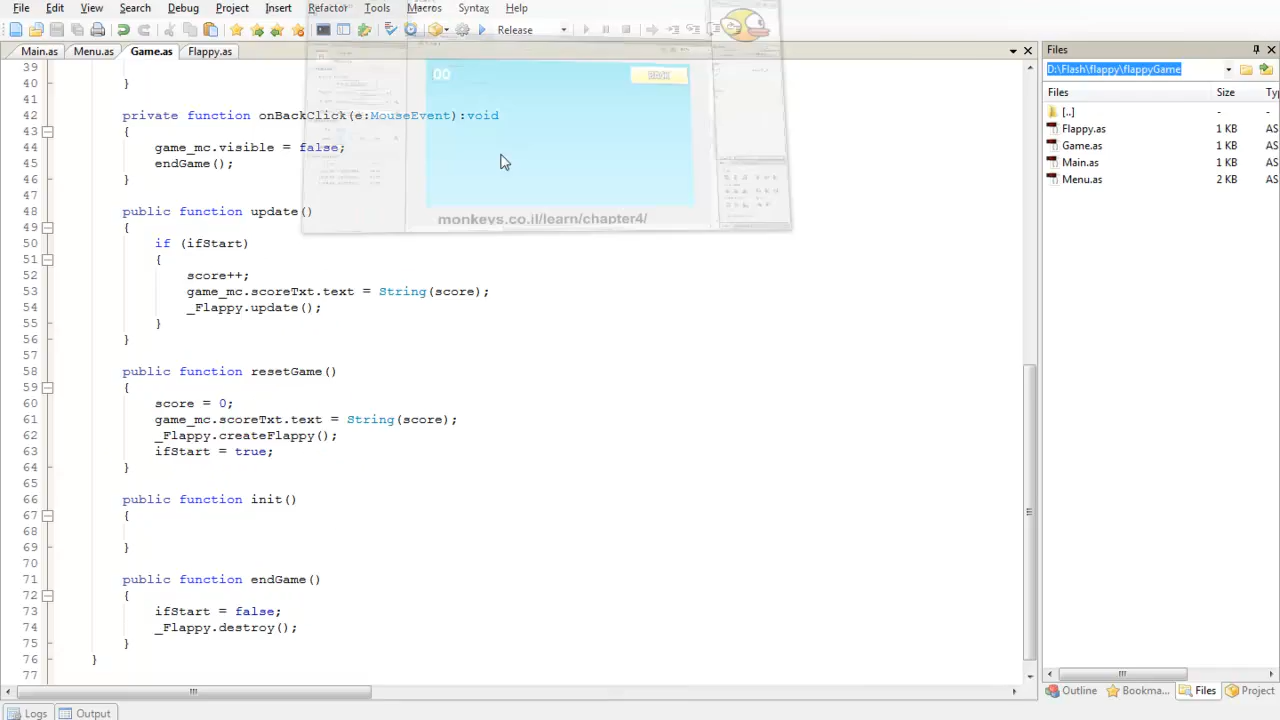 File Edit View Search Debug Project Insert Refactor Tools Macros Syntax Help
Release
Main.as Menu.as Game.as Flappy.as
Files
D:\Flash\flappy\flappyGame
Files Size Ty
[..] - -
Flappy.as 1 KB AS
Game.as 1 KB AS
Main.as 1 KB AS
Menu.as 2 KB AS
00 BACK
monkeys.co.il/learn/chapter4/
39
40 }
41
42 private function onBackClick(e:MouseEvent):void
43 {
44 game_mc.visible = false;
45 endGame();
46 }
47
48 public function update()
49 {
50 if (ifStart)
51 {
52 score++;
53 game_mc.scoreTxt.text = String(score);
54 _Flappy.update();
55 }
56 }
57
58 public function resetGame()
59 {
60 score = 0;
61 game_mc.scoreTxt.text = String(score);
62 _Flappy.createFlappy();
63 ifStart = true;
64 }
65
66 public function init()
67 {
68
69 }
70
71 public function endGame()
72 {
73 ifStart = false;
74 _Flappy.destroy();
75 }
76 }
77
Outline Bookma... Files Project
Logs Output